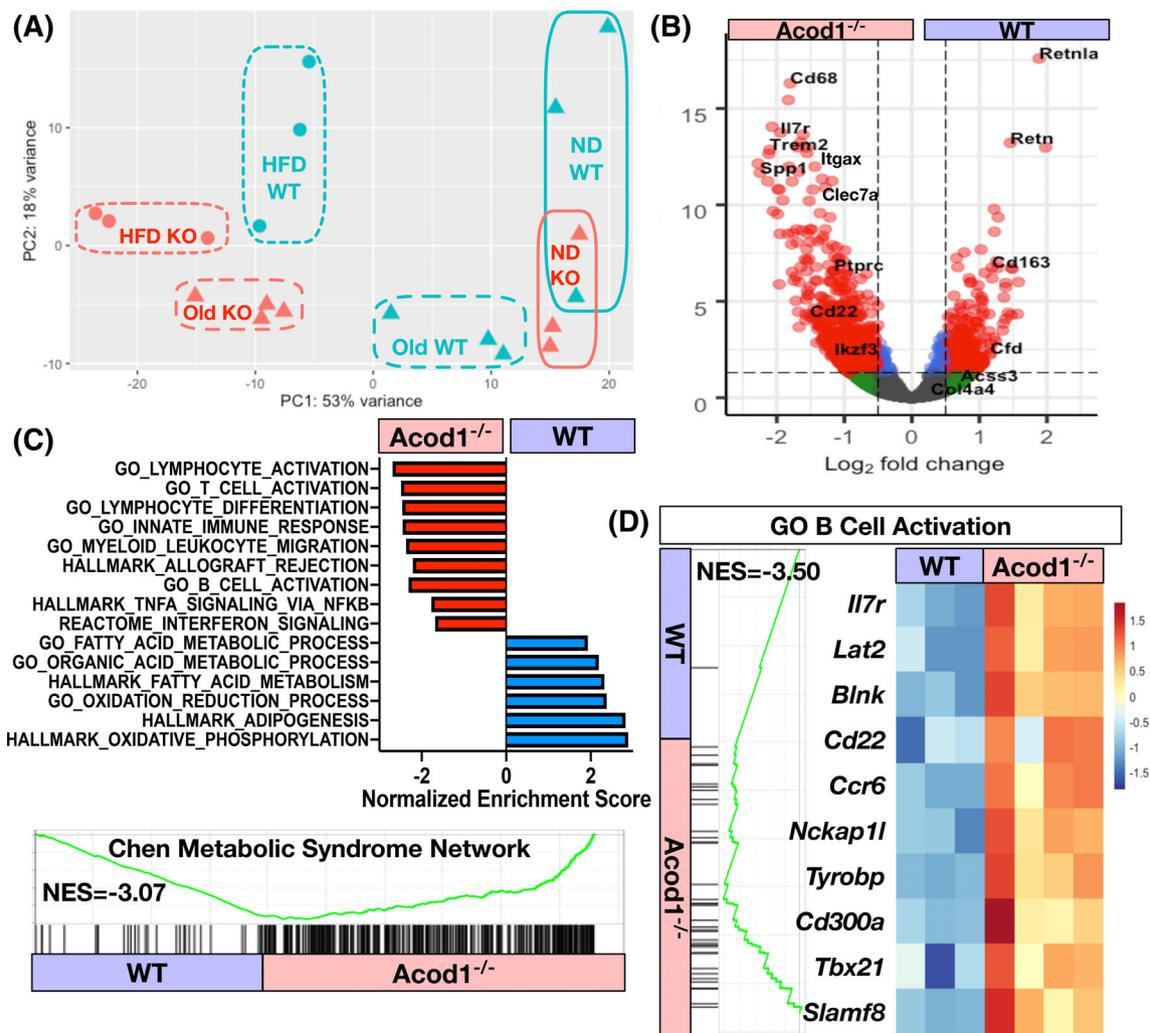 (A)
10
0
-10
-20
-10
0
10
20
PC2: 18% variance
PC1: 53% variance
HFD
WT
ND
WT
HFD KO
ND
KO
Old KO
Old WT
(B)
Acod1-/-
WT
Retnla
Cd68
Il7r
Retn
Trem2
Itgax
Spp1
Clec7a
Cd163
Ptprc
Cd22
Ikzf3
Cfd
Acss3
Col4a4
15
10
5
0
-2
-1
0
1
2
Log2 fold change
(C)
Acod1-/-
WT
GO_LYMPHOCYTE_ACTIVATION
GO_T_CELL_ACTIVATION
GO_LYMPHOCYTE_DIFFERENTIATION
GO_INNATE_IMMUNE_RESPONSE
GO_MYELOID_LEUKOCYTE_MIGRATION
HALLMARK_ALLOGRAFT_REJECTION
GO_B_CELL_ACTIVATION
HALLMARK_TNFA_SIGNALING_VIA_NFKB
REACTOME_INTERFERON_SIGNALING
GO_FATTY_ACID_METABOLIC_PROCESS
GO_ORGANIC_ACID_METABOLIC_PROCESS
HALLMARK_FATTY_ACID_METABOLISM
GO_OXIDATION_REDUCTION_PROCESS
HALLMARK_ADIPOGENESIS
HALLMARK_OXIDATIVE_PHOSPHORYLATION
-2
0
2
Normalized Enrichment Score
Chen Metabolic Syndrome Network
NES=-3.07
WT
Acod1-/-
(D)
GO B Cell Activation
WT
Acod1-/-
NES=-3.50
WT
Acod1-/-
Il7r
Lat2
Blnk
Cd22
Ccr6
Nckap1l
Tyrobp
Cd300a
Tbx21
Slamf8
1.5
1
0.5
0
-0.5
-1
-1.5